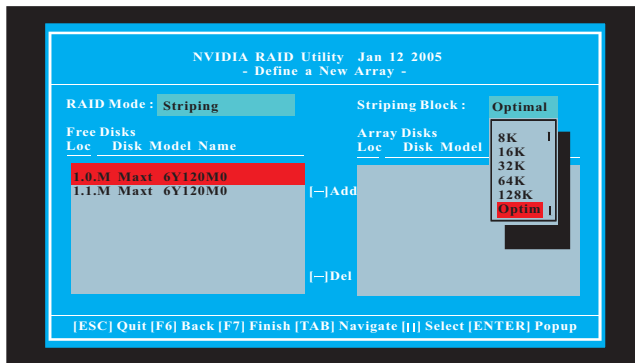 NVIDIA RAID Utility Jan 12 2005
- Define a New Array -
RAID Mode : Striping
Stripimg Block : Optimal
Free Disks
Loc Disk Model Name
Array Disks
Loc Disk Model
8K
16K
32K
64K
128K
Optim
1.0.M Maxt 6Y120M0
1.1.M Maxt 6Y120M0
[—]Add
[—]Del
[ESC] Quit [F6] Back [F7] Finish [TAB] Navigate [||] Select [ENTER] Popup